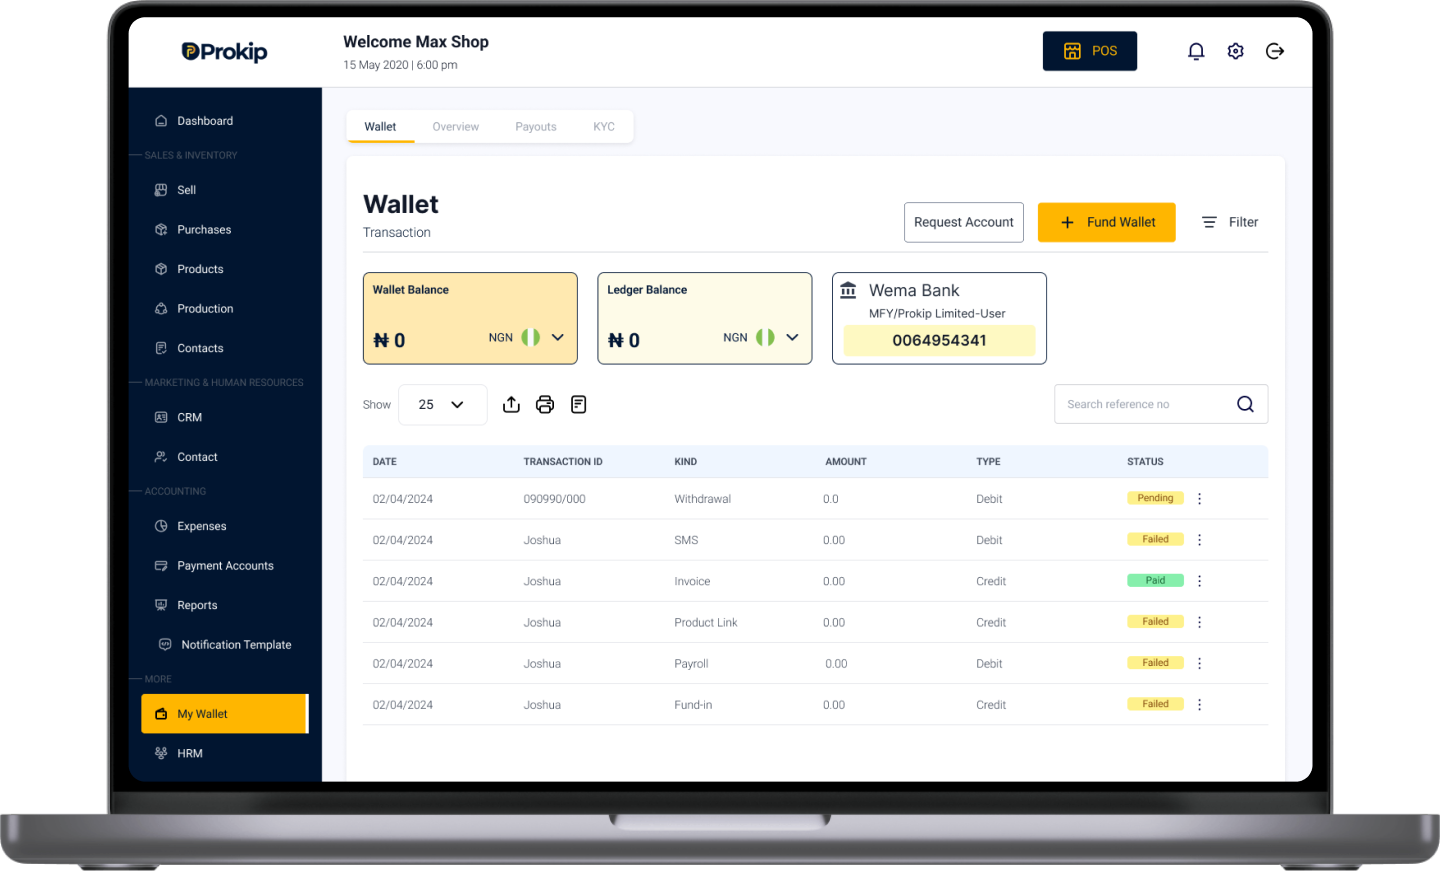 Prokip
Welcome Max Shop
15 May 2020 | 6:00 pm
POS
Dashboard
SALES & INVENTORY
Sell
Purchases
Products
Production
Contacts
MARKETING & HUMAN RESOURCES
CRM
Contact
ACCOUNTING
Expenses
Payment Accounts
Reports
Notification Template
MORE
My Wallet
HRM
Wallet Overview Payouts KYC
Wallet
Transaction
Request Account
+ Fund Wallet
Filter
Wallet Balance
₦ 0 NGN
Ledger Balance
₦ 0 NGN
Wema Bank
MFY/Prokip Limited-User
0064954341
Show 25
Search reference no
DATE TRANSACTION ID KIND AMOUNT TYPE STATUS
02/04/2024 090990/000 Withdrawal 0.0 Debit Pending
02/04/2024 Joshua SMS 0.00 Debit Failed
02/04/2024 Joshua Invoice 0.00 Credit Paid
02/04/2024 Joshua Product Link 0.00 Credit Failed
02/04/2024 Joshua Payroll 0.00 Debit Failed
02/04/2024 Joshua Fund-in 0.00 Credit Failed